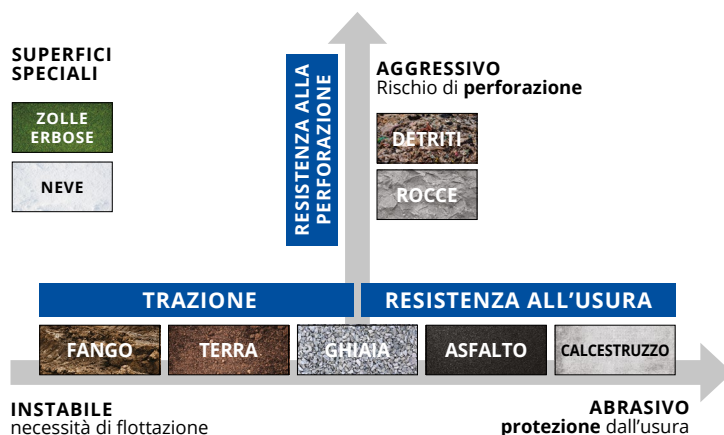 SUPERFICI
SPECIALI
ZOLLE
ERBOSE
NEVE
RESISTENZA ALLA
PERFORAZIONE
AGGRESSIVO
Rischio di perforazione
DETRITI
ROCCE
TRAZIONE
RESISTENZA ALL'USURA
FANGO
TERRA
GHIAIA
ASFALTO
CALCESTRUZZO
INSTABILE
necessità di flottazione
ABRASIVO
protezione dall'usura